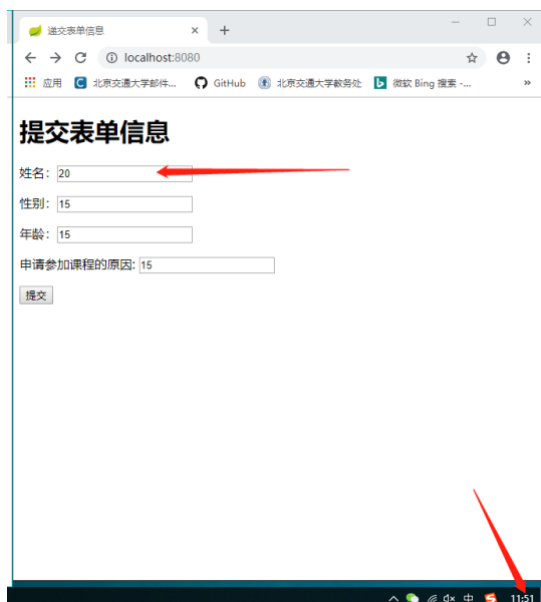 递交表单信息
localhost:8080
应用 北京交通大学邮件... GitHub 北京交通大学教务处 微软 Bing 搜索 -... »
提交表单信息
姓名: 20
性别: 15
年龄: 15
申请参加课程的原因: 15
提交
中 11:51